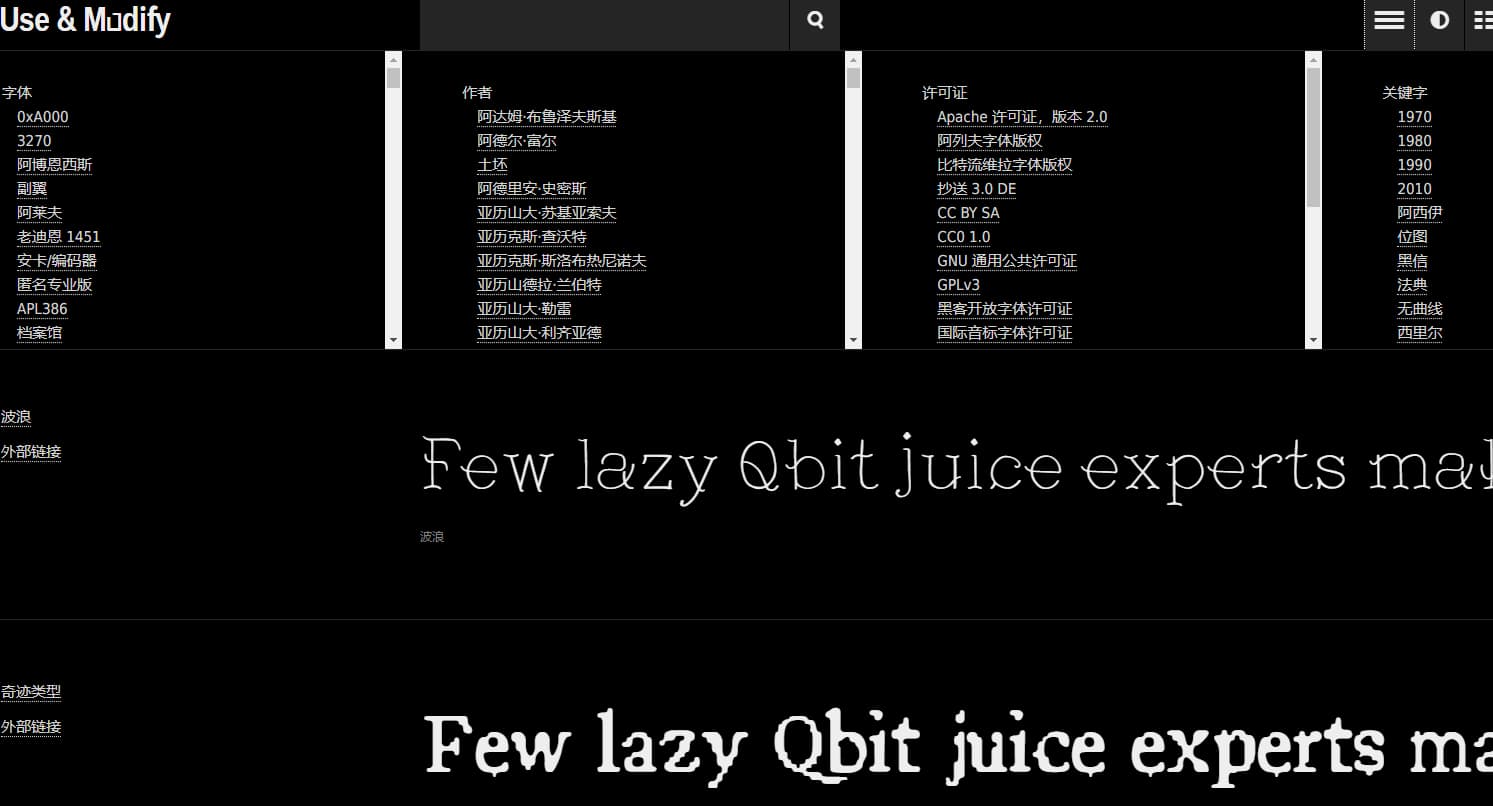 Use & M▯dify
字体
0xA000
3270
阿博恩西斯
副翼
阿莱夫
老迪恩 1451
安卡/编码器
匿名专业版
APL386
档案馆
作者
阿达姆·布鲁泽夫斯基
阿德尔·富尔
土坯
阿德里安·史密斯
亚历山大·苏基亚索夫
亚历克斯·查沃特
亚历克斯·斯洛布热尼诺夫
亚历山德拉·兰伯特
亚历山大·勒雷
亚历山大·利齐亚德
许可证
Apache 许可证，版本 2.0
阿列夫字体版权
比特流维拉字体版权
抄送 3.0 DE
CC BY SA
CC0 1.0
GNU 通用公共许可证
GPLv3
黑客开放字体许可证
国际音标字体许可证
关键字
1970
1980
1990
2010
阿西伊
位图
黑信
法典
无曲线
西里尔
波浪
外部链接
Few lazy Qbit juice experts ma
波浪
奇迹类型
外部链接
Few lazy Qbit juice experts ma